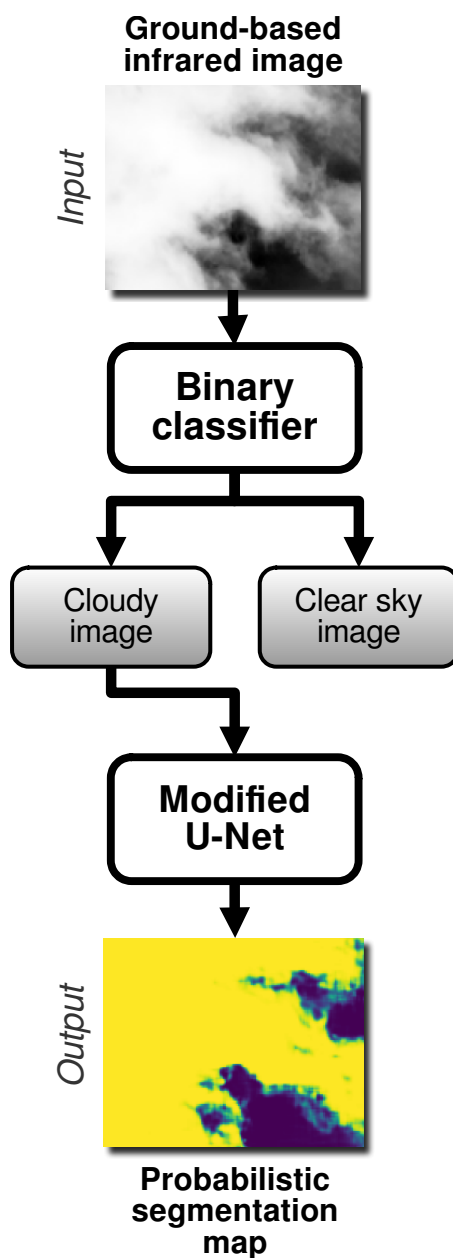 Ground-based
infrared image
Input
Binary
classifier
Cloudy
image
Clear sky
image
Modified
U-Net
Output
Probabilistic
segmentation
map